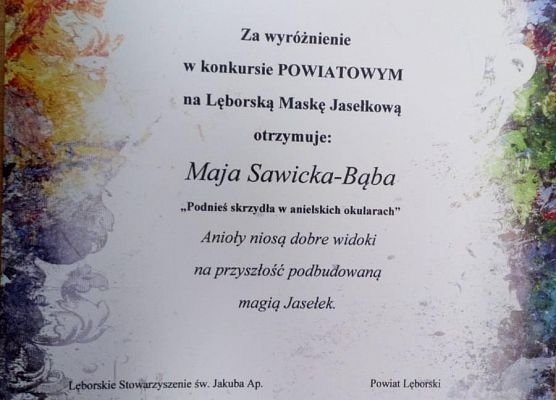 Za wyróżnienie
w konkursie POWIATOWYM
na Lęborską Maskę Jasełkową
otrzymuje:
Maja Sawicka-Bąba
„Podnieś skrzydła w anielskich okularach”
Anioły niosą dobre widoki
na przyszłość podbudowaną
magią Jasełek.
Lęborskie Stowarzyszenie św. Jakuba Ap. Powiat Lęborski